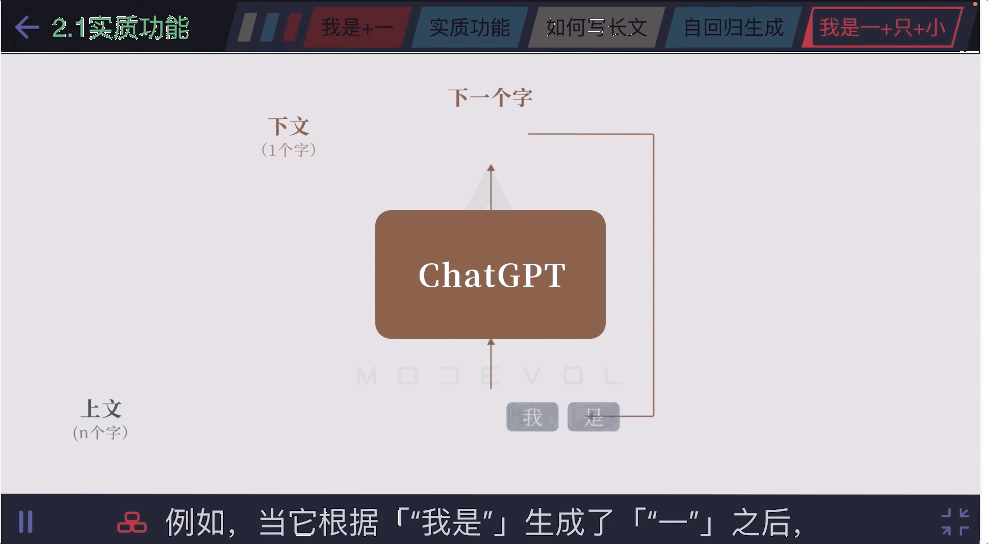 2.1实质功能
我是+一 实质功能 如何写长文 自回归生成 我是一+只+小
下一个字
下文
(1个字)
ChatGPT
MODEVOL
我 是
上文
(n个字)
例如，当它根据「“我是”」生成了「“一”」之后，